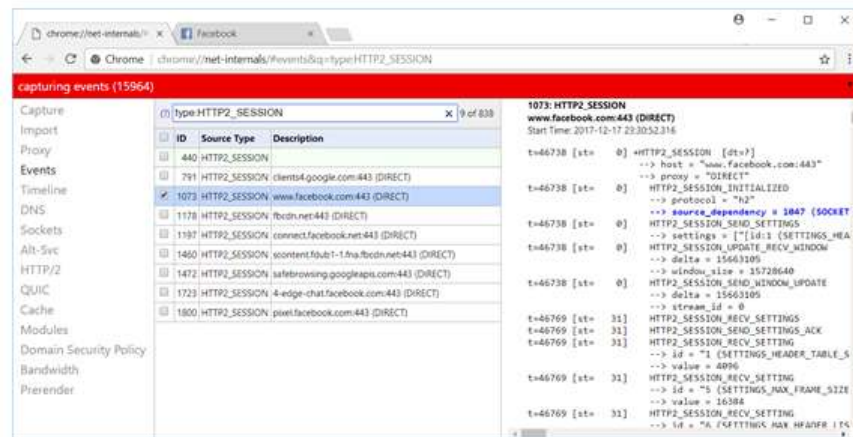 chrome://net-internals/ ×
Facebook ×
Chrome | chrome://net-internals/#events&q=type:HTTP2_SESSION
capturing events (15964)
Capture
Import
Proxy
Events
Timeline
DNS
Sockets
Alt-Svc
HTTP/2
QUIC
Cache
Modules
Domain Security Policy
Bandwidth
Prerender
(?) type:HTTP2_SESSION x 9 of 838
ID Source Type Description
440 HTTP2_SESSION
791 HTTP2_SESSION clients4.google.com:443 (DIRECT)
1073 HTTP2_SESSION www.facebook.com:443 (DIRECT)
1178 HTTP2_SESSION fbcdn.net:443 (DIRECT)
1197 HTTP2_SESSION connect.facebook.net:443 (DIRECT)
1460 HTTP2_SESSION scontent.fdub1-1.fna.fbcdn.net:443 (DIRECT)
1472 HTTP2_SESSION safebrowsing.googleapis.com:443 (DIRECT)
1723 HTTP2_SESSION 4-edge-chat.facebook.com:443 (DIRECT)
1800 HTTP2_SESSION pixel.facebook.com:443 (DIRECT)
1073: HTTP2_SESSION
www.facebook.com:443 (DIRECT)
Start Time: 2017-12-17 23:30:52.316
t=46738 [st= 0] +HTTP2_SESSION [dt=?]
--> host = "www.facebook.com:443"
--> proxy = "DIRECT"
t=46738 [st= 0] HTTP2_SESSION_INITIALIZED
--> protocol = "h2"
--> source_dependency = 1047 (SOCKET
t=46738 [st= 0] HTTP2_SESSION_SEND_SETTINGS
--> settings = ["[id:1 (SETTINGS_HEA
t=46738 [st= 0] HTTP2_SESSION_UPDATE_RECV_WINDOW
--> delta = 15663105
--> window_size = 15728640
t=46738 [st= 0] HTTP2_SESSION_SEND_WINDOW_UPDATE
--> delta = 15663105
--> stream_id = 0
t=46769 [st= 31] HTTP2_SESSION_RECV_SETTINGS
t=46769 [st= 31] HTTP2_SESSION_SEND_SETTINGS_ACK
t=46769 [st= 31] HTTP2_SESSION_RECV_SETTING
--> id = "1 (SETTINGS_HEADER_TABLE_S
--> value = 4096
t=46769 [st= 31] HTTP2_SESSION_RECV_SETTING
--> id = "5 (SETTINGS_MAX_FRAME_SIZE
--> value = 16384
t=46769 [st= 31] HTTP2_SESSION_RECV_SETTING
--> id = "6 (SETTINGS_MAX_HEADER_LIS